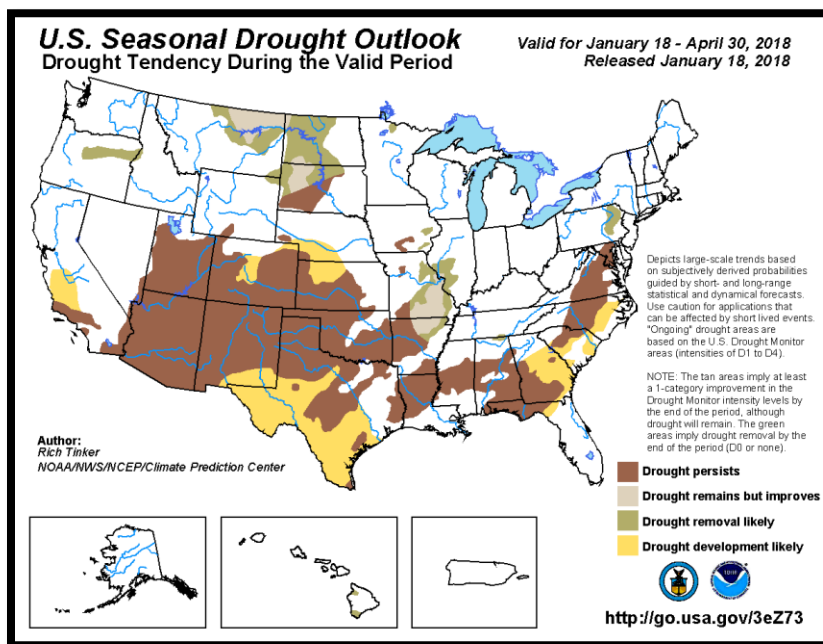 U.S. Seasonal Drought Outlook
Drought Tendency During the Valid Period
Valid for January 18 - April 30, 2018
Released January 18, 2018
Depicts large-scale trends based
on subjectively derived probabilities
guided by short- and long-range
statistical and dynamical forecasts.
Use caution for applications that
can be affected by short lived events.
"Ongoing" drought areas are
based on the U.S. Drought Monitor
areas (intensities of D1 to D4).
NOTE: The tan areas imply at least
a 1-category improvement in the
Drought Monitor intensity levels by
the end of the period, although
drought will remain. The green
areas imply drought removal by the
end of the period (D0 or none).
Author:
Rich Tinker
NOAA/NWS/NCEP/Climate Prediction Center
Drought persists
Drought remains but improves
Drought removal likely
Drought development likely
http://go.usa.gov/3eZ73